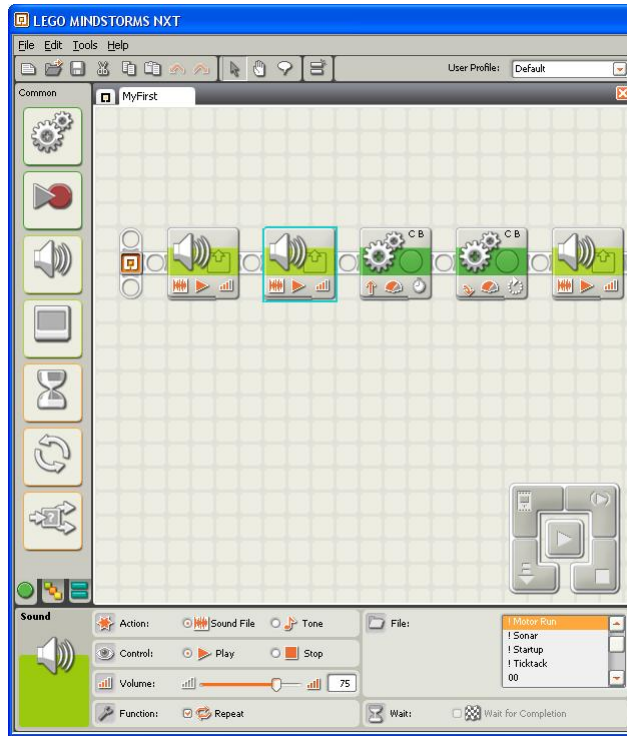 LEGO MINDSTORMS NXT
File Edit Tools Help
User Profile: Default
Common
MyFirst
C B
C B
Sound
Action: Sound File Tone
Control: Play Stop
Volume: 75
Function: Repeat
File:
! Motor Run
! Sonar
! Startup
! Ticktack
00
Wait: Wait for Completion